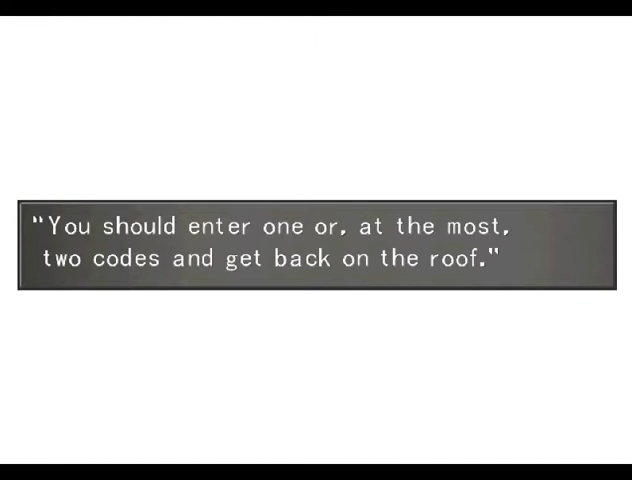 “You should enter one or, at the most,
two codes and get back on the roof.”